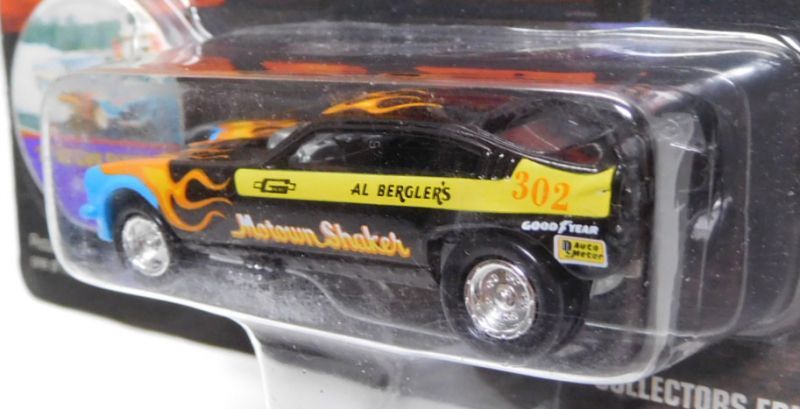 AL BERGLER'S
302
Motown Shaker
GOODYEAR
Auto
Meter
COLLECTORS